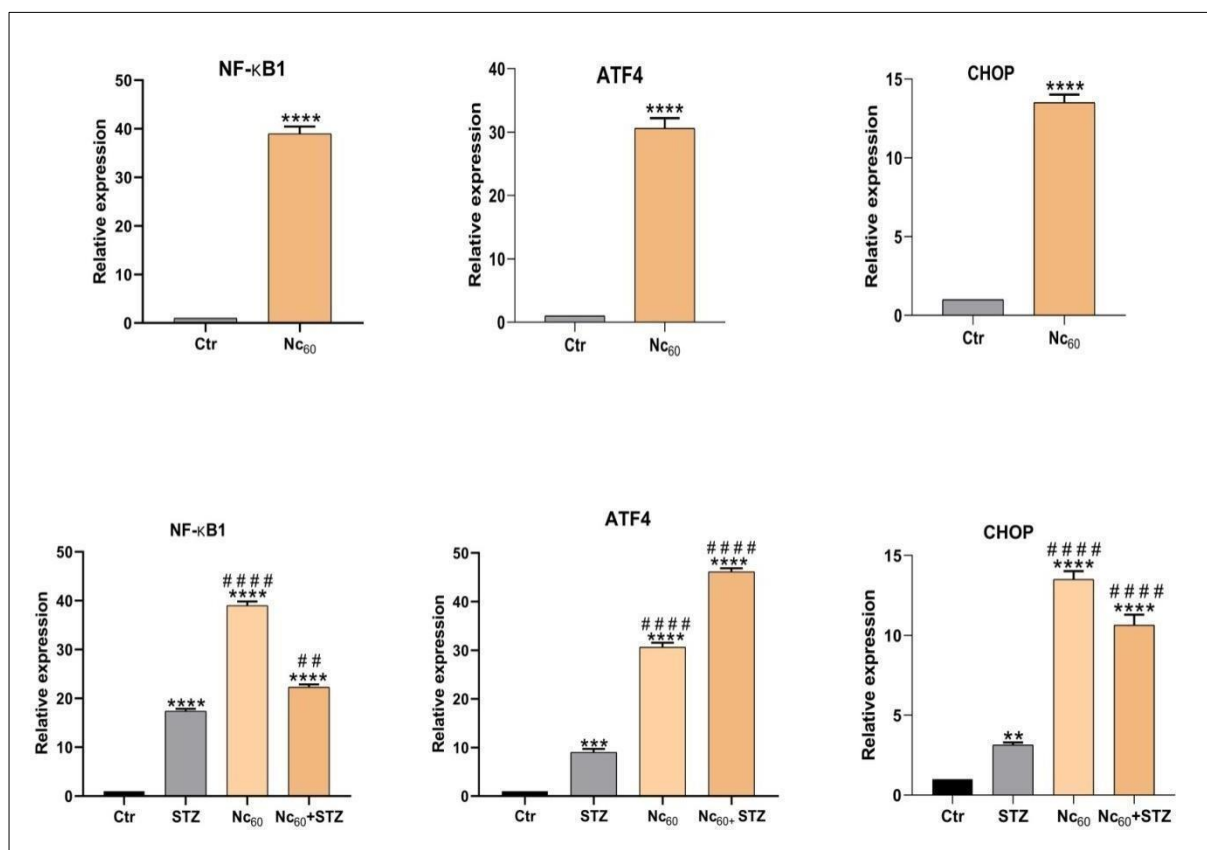 NF-κB1
Relative expression
50
40
30
20
10
0
****
Ctr
Nc₆₀
ATF4
Relative expression
40
30
20
10
0
****
Ctr
Nc₆₀
CHOP
Relative expression
15
10
5
0
****
Ctr
Nc₆₀
NF-κB1
Relative expression
50
40
30
20
10
0
****
####
****
##
****
Ctr
STZ
Nc₆₀
Nc₆₀+STZ
ATF4
Relative expression
50
40
30
20
10
0
***
####
****
####
****
Ctr
STZ
Nc₆₀
Nc₆₀₊ STZ
CHOP
Relative expression
15
10
5
0
**
####
****
####
****
Ctr
STZ
Nc₆₀
Nc₆₀+STZ